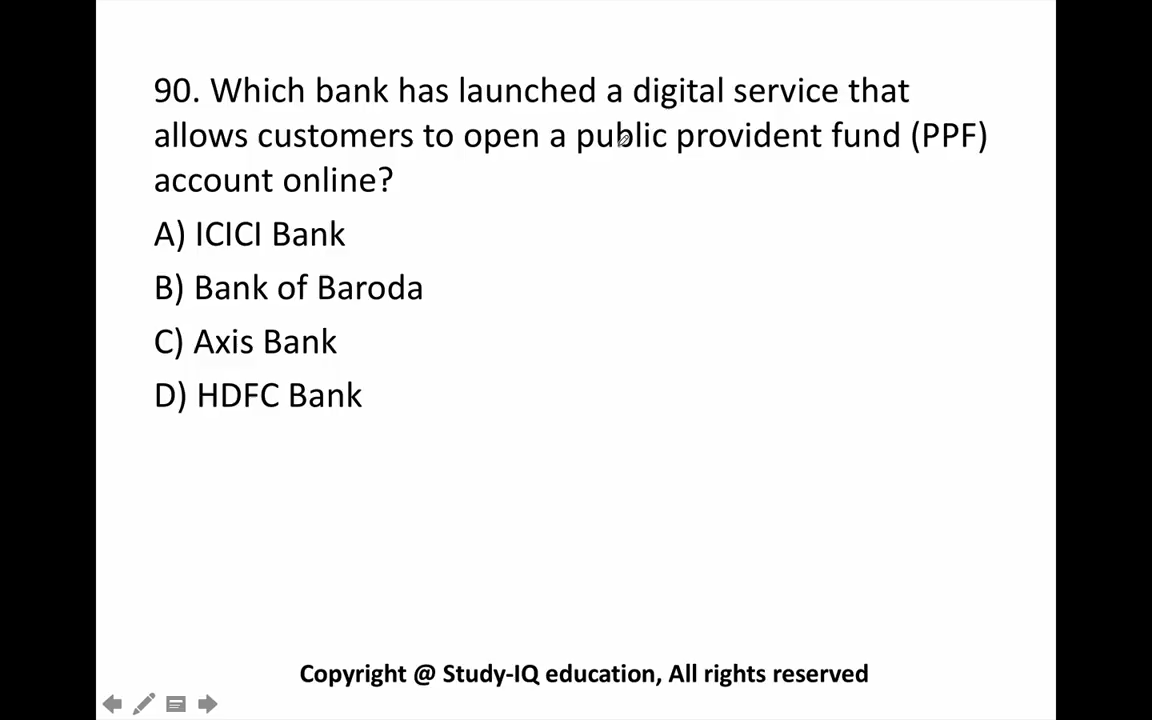 90. Which bank has launched a digital service that
allows customers to open a public provident fund (PPF)
account online?
A) ICICI Bank
B) Bank of Baroda
C) Axis Bank
D) HDFC Bank
Copyright @ Study-IQ education, All rights reserved